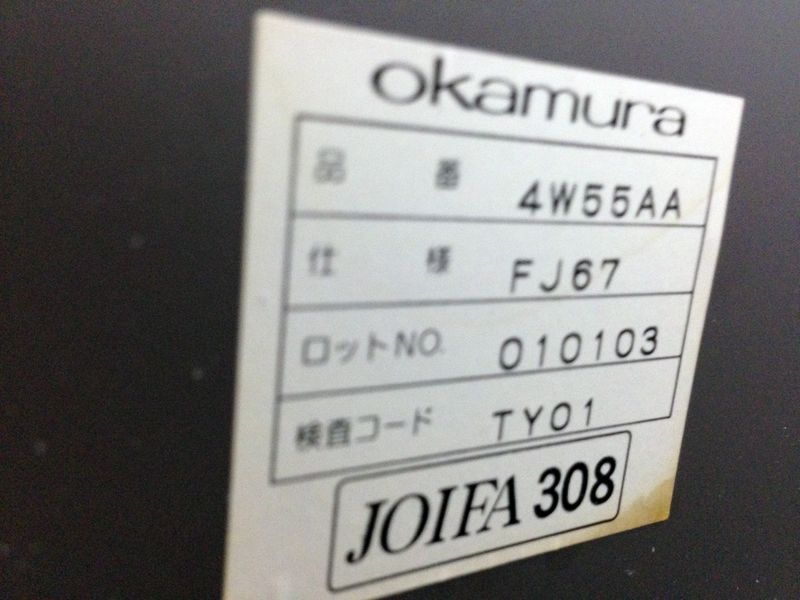 okamura
品番 4W55AA
仕様 FJ67
ロットNO. 010103
検査コード TY01
JOIFA 308